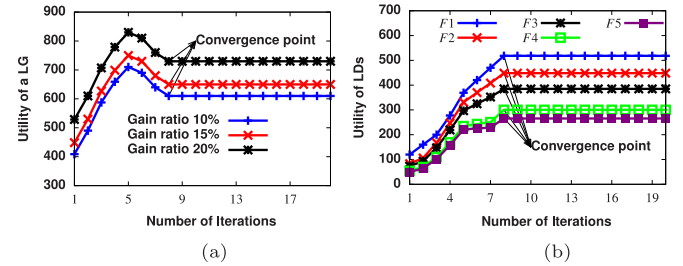 900
800
700
600
500
400
300
Utility of a LG
Convergence point
Gain ratio 10%
Gain ratio 15%
Gain ratio 20%
1 5 9 13 17
Number of Iterations
(a)
700
600
500
400
300
200
100
0
Utility of LDs
F1 F3 F5
F2 F4
Convergence point
1 4 7 10 13 16 19
Number of Iterations
(b)